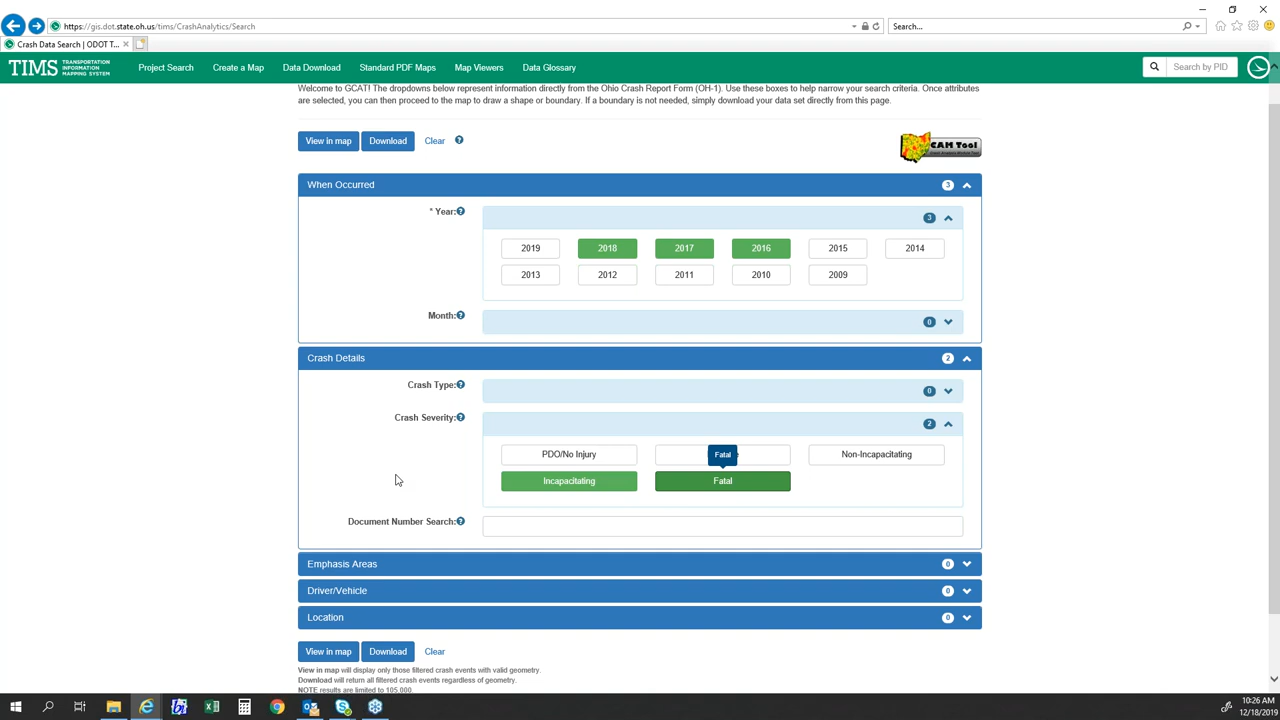 https://gis.dot.state.oh.us/tims/CrashAnalytics/Search
Search...
Crash Data Search | ODOT T...
TIMS TRANSPORTATION INFORMATION MAPPING SYSTEM
Project Search
Create a Map
Data Download
Standard PDF Maps
Map Viewers
Data Glossary
Search by PID
Welcome to GCAT! The dropdowns below represent information directly from the Ohio Crash Report Form (OH-1). Use these boxes to help narrow your search criteria. Once attributes
are selected, you can then proceed to the map to draw a shape or boundary. If a boundary is not needed, simply download your data set directly from this page.
View in map
Download
Clear
CAM Tool
When Occurred
3
* Year:
3
2019
2018
2017
2016
2015
2014
2013
2012
2011
2010
2009
Month:
0
Crash Details
2
Crash Type:
0
Crash Severity:
2
PDO/No Injury
Fatal
Non-Incapacitating
Incapacitating
Fatal
Document Number Search:
Emphasis Areas
0
Driver/Vehicle
0
Location
0
View in map
Download
Clear
View in map will display only those filtered crash events with valid geometry.
Download will return all filtered crash events regardless of geometry.
NOTE results are limited to 105,000.
10:26 AM
12/18/2019